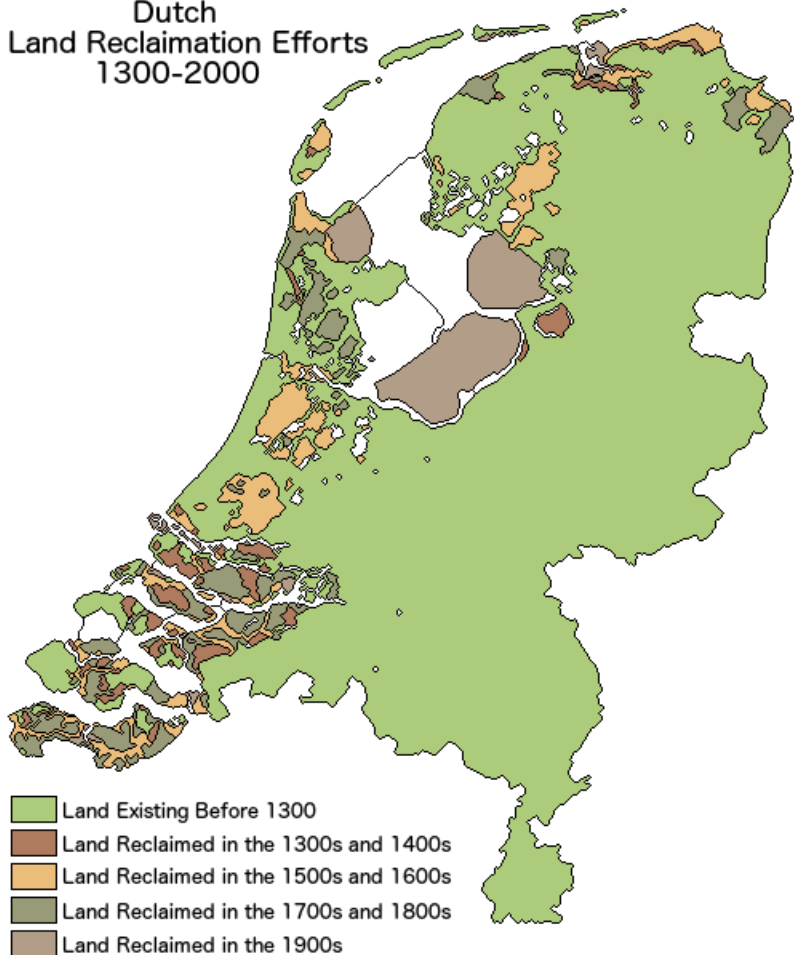 Dutch
Land Reclaimation Efforts
1300-2000
Land Existing Before 1300
Land Reclaimed in the 1300s and 1400s
Land Reclaimed in the 1500s and 1600s
Land Reclaimed in the 1700s and 1800s
Land Reclaimed in the 1900s